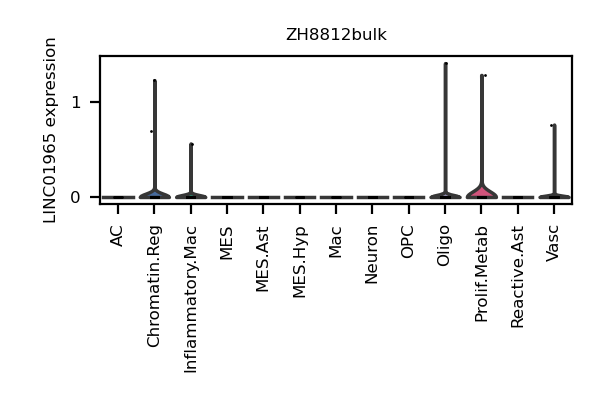 ZH8812bulk
LINC01965 expression
1
0
AC
Chromatin.Reg
Inflammatory.Mac
MES
MES.Ast
MES.Hyp
Mac
Neuron
OPC
Oligo
Prolif.Metab
Reactive.Ast
Vasc